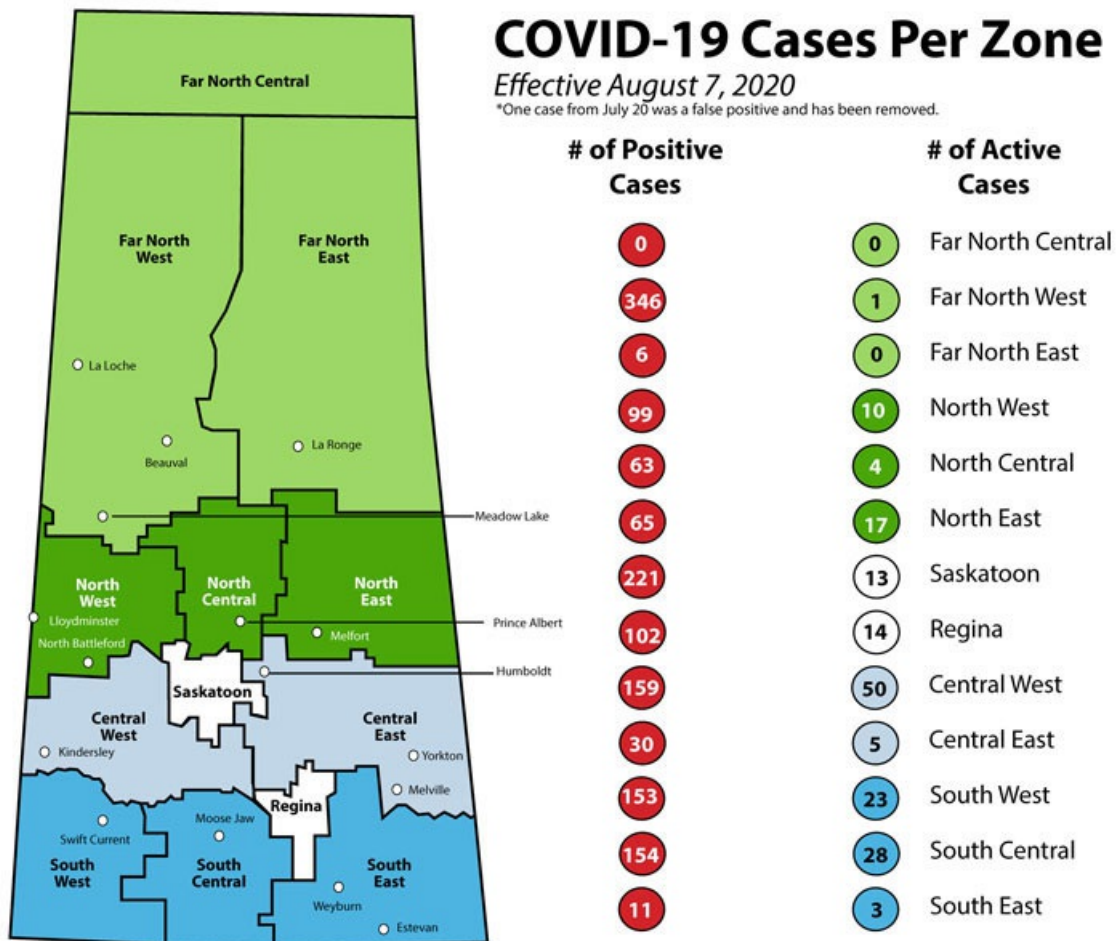 COVID-19 Cases Per Zone
Effective August 7, 2020
*One case from July 20 was a false positive and has been removed.
# of Positive
Cases
# of Active
Cases
0
0
Far North Central
346
1
Far North West
6
0
Far North East
99
10
North West
63
4
North Central
65
17
North East
221
13
Saskatoon
102
14
Regina
159
50
Central West
30
5
Central East
153
23
South West
154
28
South Central
11
3
South East
Far North Central
Far North
West
Far North
East
La Loche
Beauval
La Ronge
Meadow Lake
North
West
North
Central
North
East
Lloydminster
Prince Albert
North Battleford
Melfort
Humboldt
Saskatoon
Central
West
Central
East
Kindersley
Yorkton
Melville
Regina
Moose Jaw
Swift Current
South
West
South
Central
South
East
Weyburn
Estevan